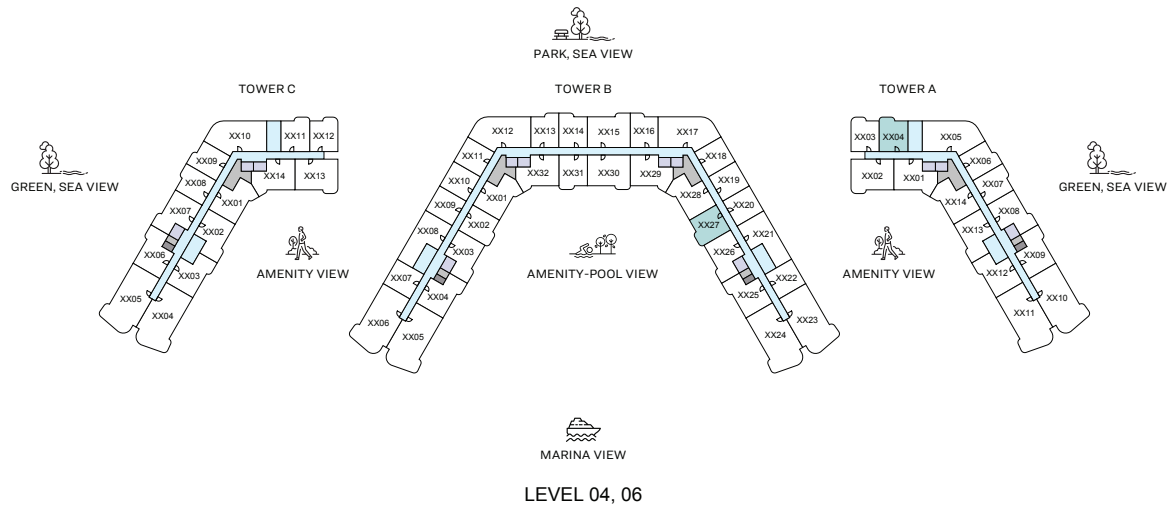 PARK, SEA VIEW
TOWER C
TOWER B
TOWER A
XX10
XX11
XX12
XX09
XX08
XX07
XX06
XX05
XX04
XX03
XX02
XX01
XX14
XX13
XX12
XX13
XX14
XX15
XX16
XX17
XX11
XX10
XX09
XX08
XX07
XX06
XX05
XX04
XX03
XX02
XX01
XX32
XX31
XX30
XX29
XX28
XX18
XX19
XX20
XX27
XX21
XX26
XX22
XX25
XX23
XX24
XX03
XX04
XX05
XX02
XX01
XX06
XX07
XX14
XX08
XX13
XX09
XX12
XX10
XX11
GREEN, SEA VIEW
AMENITY VIEW
AMENITY-POOL VIEW
AMENITY VIEW
GREEN, SEA VIEW
MARINA VIEW
LEVEL 04, 06